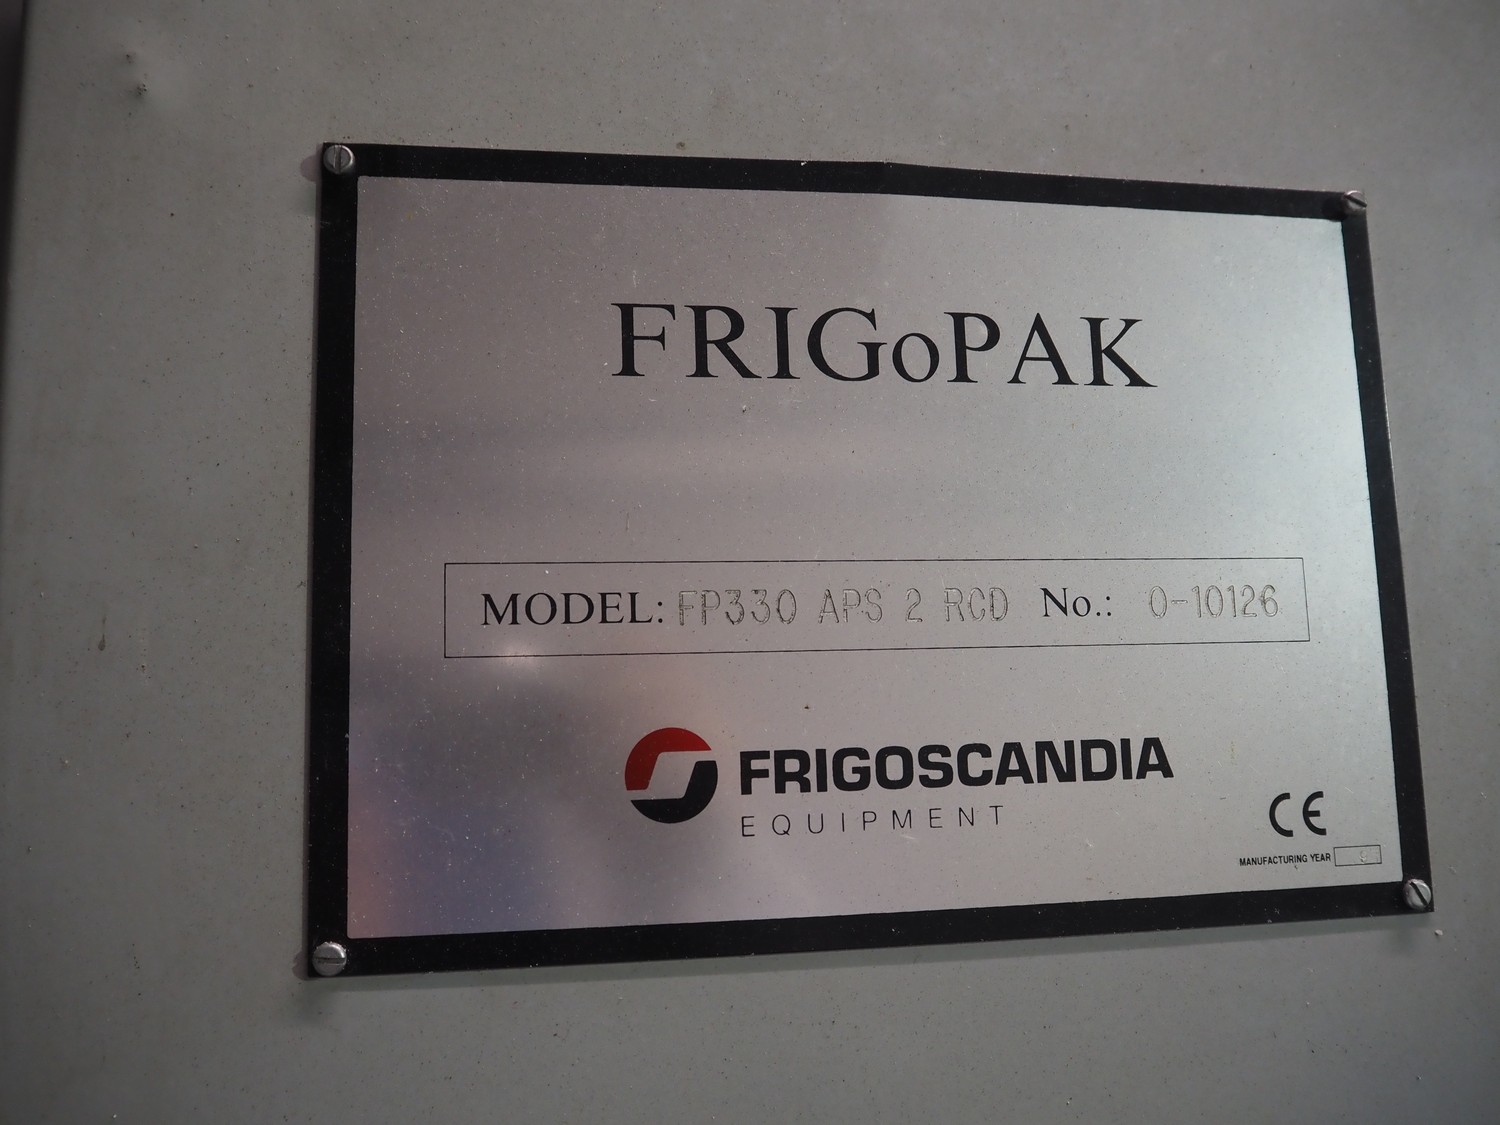 FRIGoPAK
MODEL: FP330 APS 2 RCD No.: 0-10126
FRIGOSCANDIA
EQUIPMENT
CE
MANUFACTURING YEAR